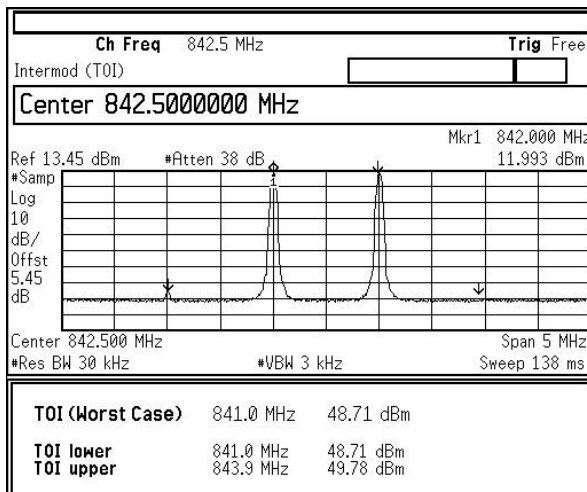 Ch Freq 842.5 MHz Trig Free
Intermod (TOI)
Center 842.5000000 MHz
Mkr1 842.000 MHz
Ref 13.45 dBm #Atten 38 dB 11.993 dBm
#Samp
Log
10
dB/
Offst
5.45
dB
1
Center 842.500 MHz Span 5 MHz
#Res BW 30 kHz #VBW 3 kHz Sweep 138 ms
TOI (Worst Case) 841.0 MHz 48.71 dBm
TOI lower 841.0 MHz 48.71 dBm
TOI upper 843.9 MHz 49.78 dBm